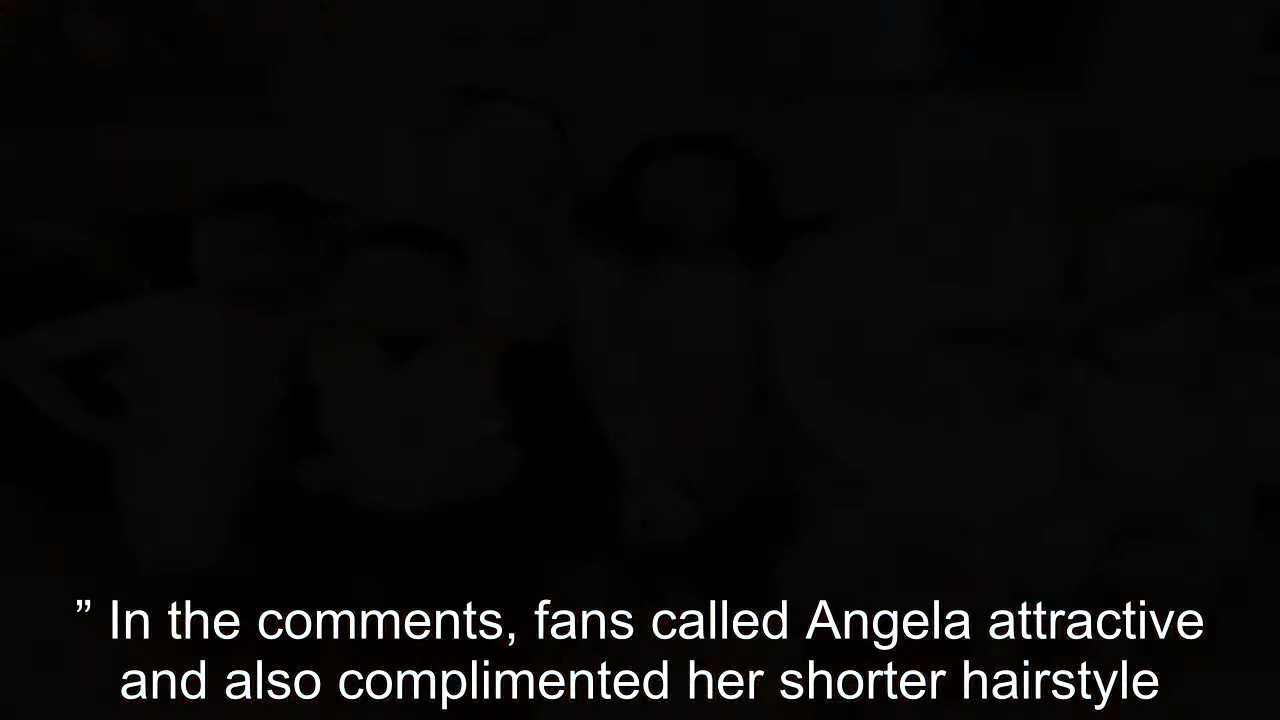 ” In the comments, fans called Angela attractive
and also complimented her shorter hairstyle